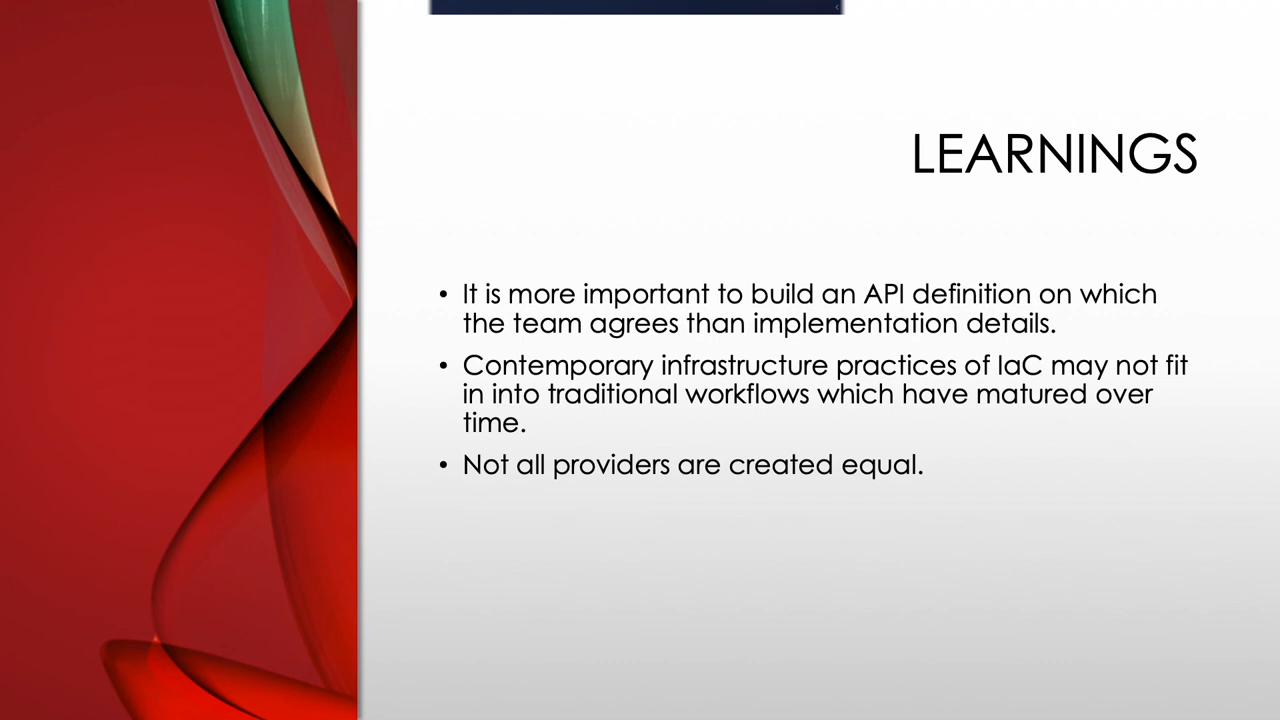 LEARNINGS
• It is more important to build an API definition on which
the team agrees than implementation details.
• Contemporary infrastructure practices of IaC may not fit
in into traditional workflows which have matured over
time.
• Not all providers are created equal.